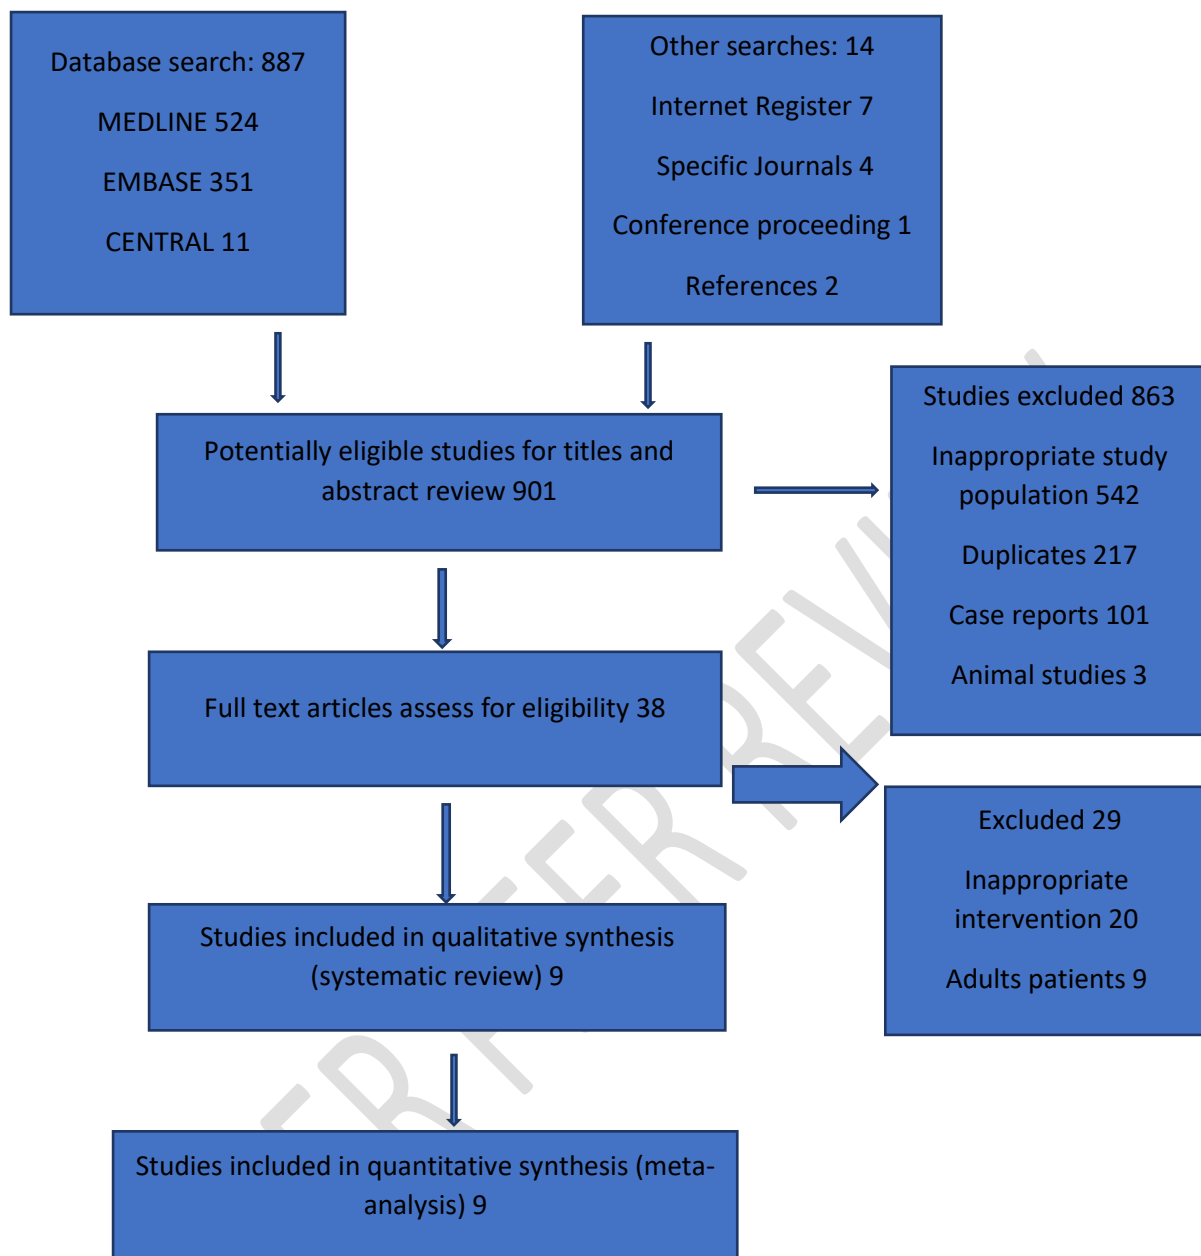 Database search: 887
MEDLINE 524
EMBASE 351
CENTRAL 11
Other searches: 14
Internet Register 7
Specific Journals 4
Conference proceeding 1
References 2
Potentially eligible studies for titles and
abstract review 901
Studies excluded 863
Inappropriate study
population 542
Duplicates 217
Case reports 101
Animal studies 3
Full text articles assess for eligibility 38
Excluded 29
Inappropriate
intervention 20
Adults patients 9
Studies included in qualitative synthesis
(systematic review) 9
Studies included in quantitative synthesis (meta-
analysis) 9